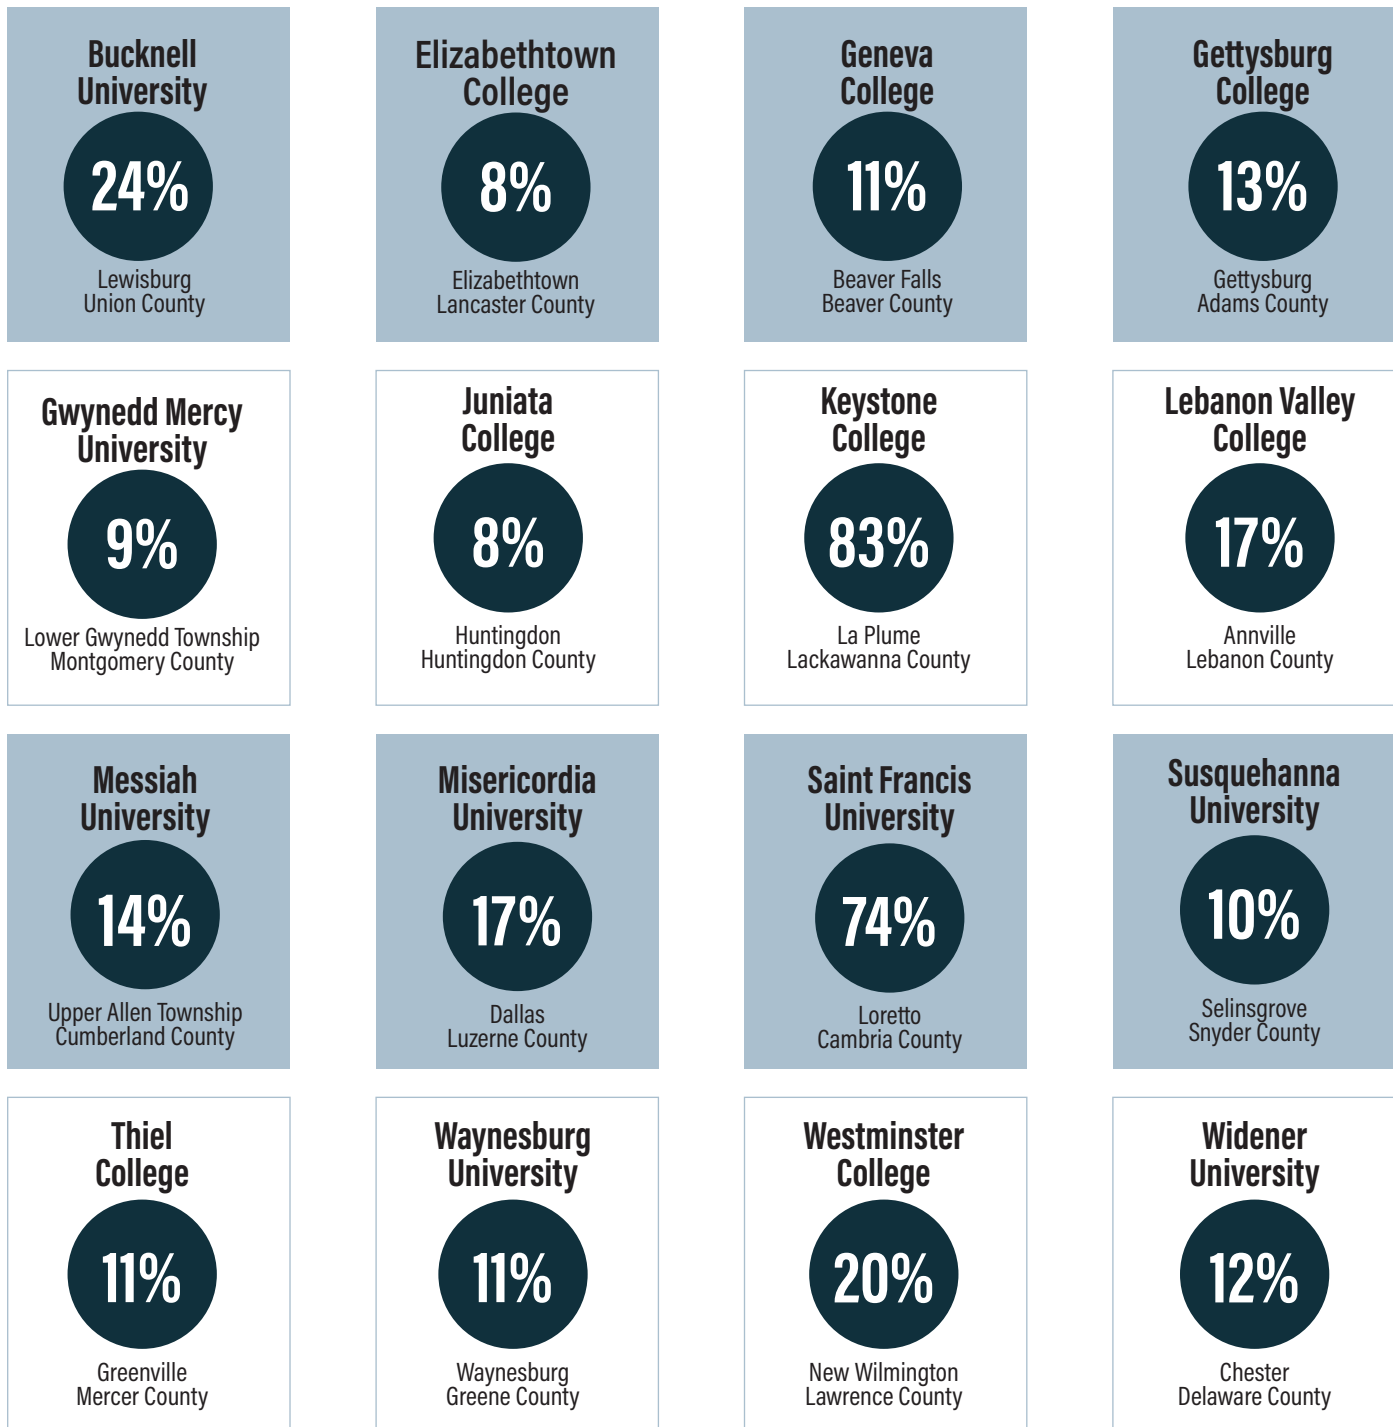 Bucknell
University
24%
Lewisburg
Union County
Elizabethtown
College
8%
Elizabethtown
Lancaster County
Geneva
College
11%
Beaver Falls
Beaver County
Gettysburg
College
13%
Gettysburg
Adams County
Gwynedd Mercy
University
9%
Lower Gwynedd Township
Montgomery County
Juniata
College
8%
Huntingdon
Huntingdon County
Keystone
College
83%
La Plume
Lackawanna County
Lebanon Valley
College
17%
Annville
Lebanon County
Messiah
University
14%
Upper Allen Township
Cumberland County
Misericordia
University
17%
Dallas
Luzerne County
Saint Francis
University
74%
Loretto
Cambria County
Susquehanna
University
10%
Selinsgrove
Snyder County
Thiel
College
11%
Greenville
Mercer County
Waynesburg
University
11%
Waynesburg
Greene County
Westminster
College
20%
New Wilmington
Lawrence County
Widener
University
12%
Chester
Delaware County